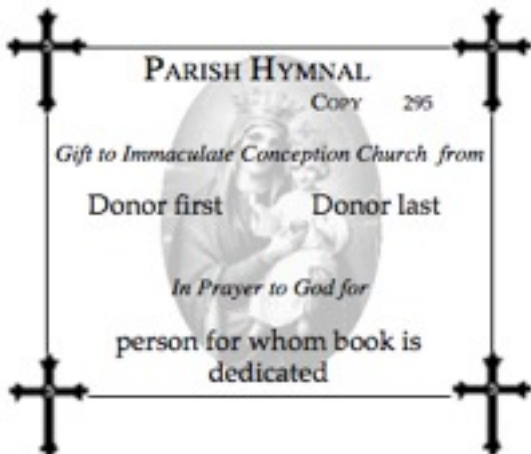 PARISH HYMNAL
COPY 295
Gift to Immaculate Conception Church from
Donor first Donor last
In Prayer to God for
person for whom book is
dedicated